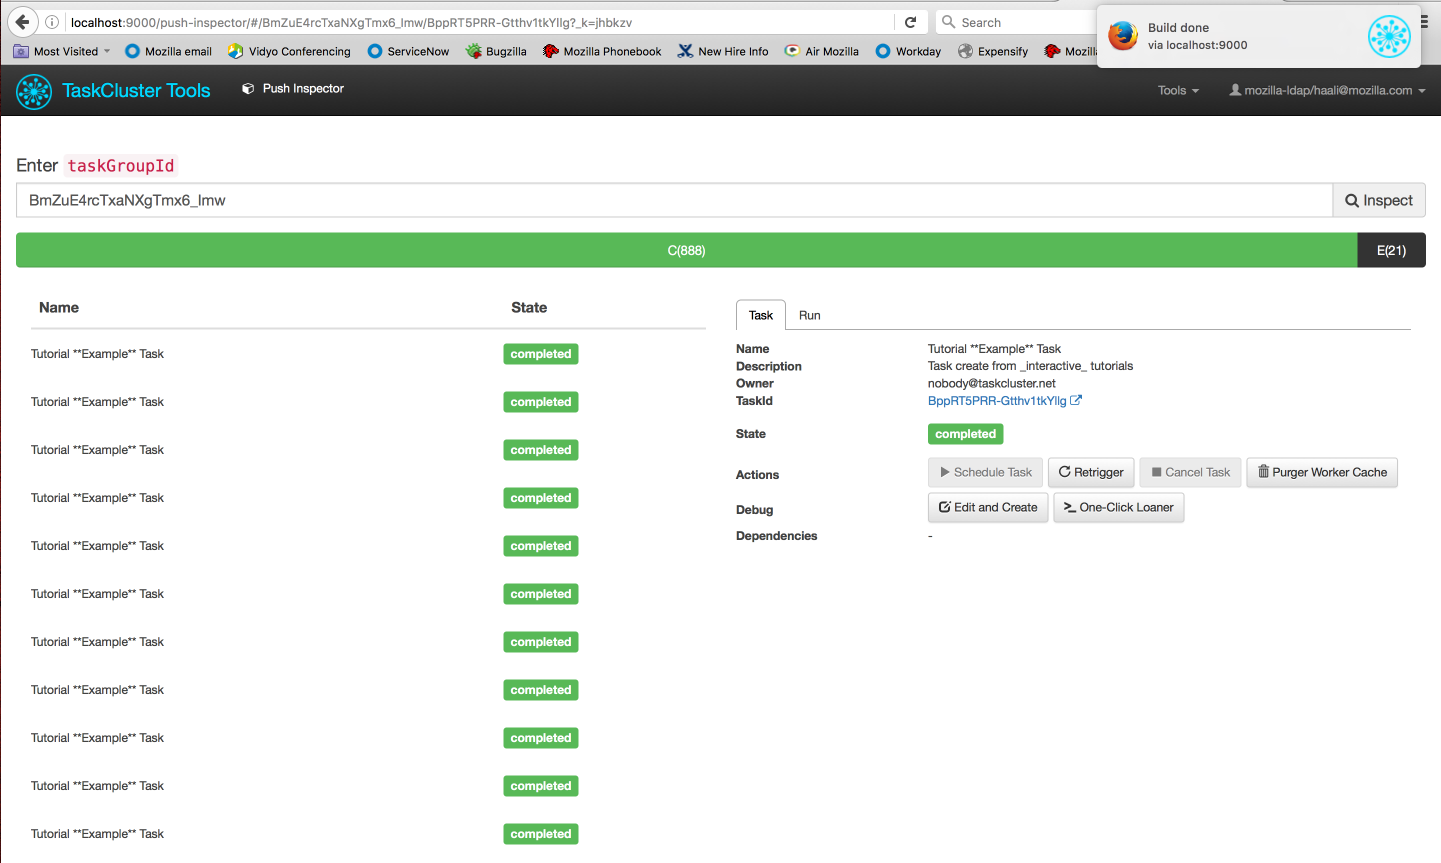 localhost:9000/push-inspector/#/BmZuE4rcTxaNXgTmx6_lmw/BppRT5PRR-Gtthv1tkYllg?_k=jhbkzv
Search
Build done
via localhost:9000
Most Visited Mozilla email Vidyo Conferencing ServiceNow Bugzilla Mozilla Phonebook New Hire Info Air Mozilla Workday Expensify Mozilla
TaskCluster Tools Push Inspector Tools mozilla-ldap/haali@mozilla.com
Enter taskGroupId
BmZuE4rcTxaNXgTmx6_lmw Inspect
C(888) E(21)
Name State
Tutorial **Example** Task completed
Tutorial **Example** Task completed
Tutorial **Example** Task completed
Tutorial **Example** Task completed
Tutorial **Example** Task completed
Tutorial **Example** Task completed
Tutorial **Example** Task completed
Tutorial **Example** Task completed
Tutorial **Example** Task completed
Tutorial **Example** Task completed
Tutorial **Example** Task completed
Task Run
Name Tutorial **Example** Task
Description Task create from _interactive_ tutorials
Owner nobody@taskcluster.net
TaskId BppRT5PRR-Gtthv1tkYllg
State completed
Actions Schedule Task Retrigger Cancel Task Purger Worker Cache
Debug Edit and Create One-Click Loaner
Dependencies -